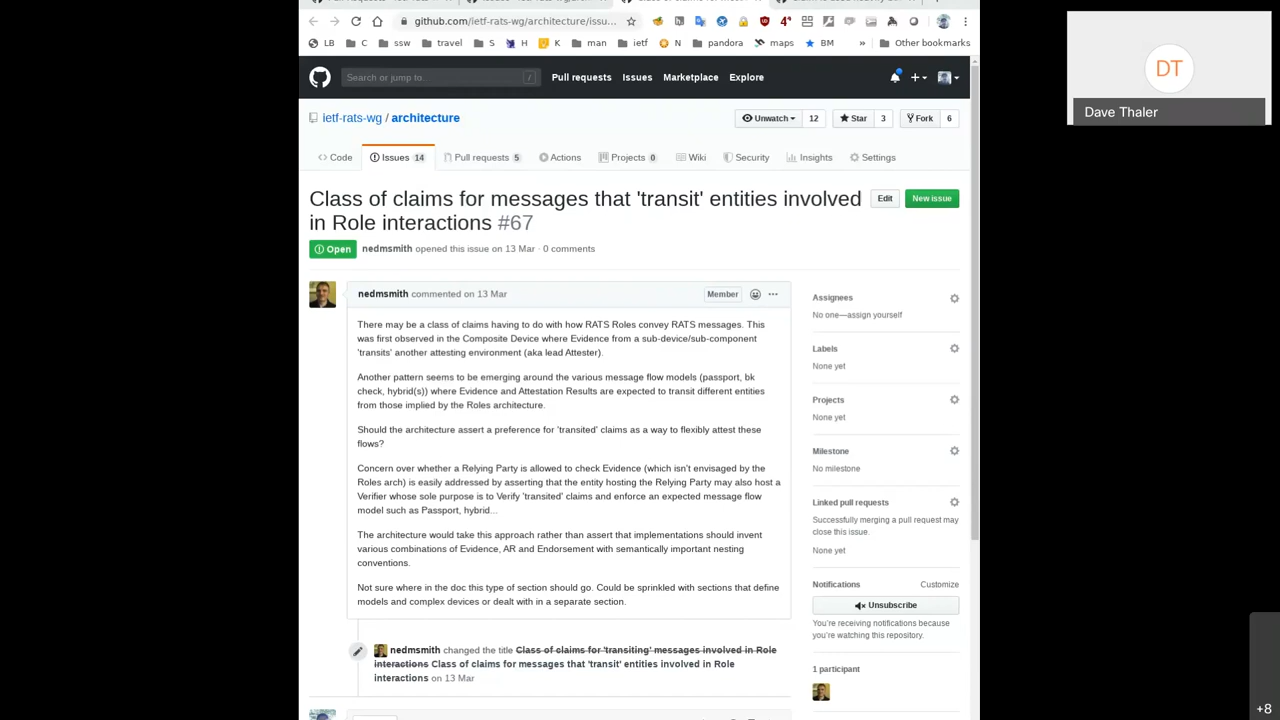 github.com/ietf-rats-wg/architecture/issu...
LB C ssw travel S H K man ietf N pandora maps BM » Other bookmarks
Search or jump to... /
Pull requests Issues Marketplace Explore
ietf-rats-wg / architecture
Unwatch 12 Star 3 Fork 6
Code Issues 14 Pull requests 5 Actions Projects 0 Wiki Security Insights Settings
Class of claims for messages that 'transit' entities involved
in Role interactions #67
Edit New issue
Open nedmsmith opened this issue on 13 Mar · 0 comments
nedmsmith commented on 13 Mar
Member ...
There may be a class of claims having to do with how RATS Roles convey RATS messages. This
was first observed in the Composite Device where Evidence from a sub-device/sub-component
'transits' another attesting environment (aka lead Attester).
Another pattern seems to be emerging around the various message flow models (passport, bk
check, hybrid(s)) where Evidence and Attestation Results are expected to transit different entities
from those implied by the Roles architecture.
Should the architecture assert a preference for 'transited' claims as a way to flexibly attest these
flows?
Concern over whether a Relying Party is allowed to check Evidence (which isn't envisaged by the
Roles arch) is easily addressed by asserting that the entity hosting the Relying Party may also host a
Verifier whose sole purpose is to Verify 'transited' claims and enforce an expected message flow
model such as Passport, hybrid...
The architecture would take this approach rather than assert that implementations should invent
various combinations of Evidence, AR and Endorsement with semantically important nesting
conventions.
Not sure where in the doc this type of section should go. Could be sprinkled with sections that define
models and complex devices or dealt with in a separate section.
nedmsmith changed the title Class of claims for 'transiting' messages involved in Role
interactions Class of claims for messages that 'transit' entities involved in Role
interactions on 13 Mar
Assignees
No one—assign yourself
Labels
None yet
Projects
None yet
Milestone
No milestone
Linked pull requests
Successfully merging a pull request may
close this issue.
None yet
Notifications Customize
Unsubscribe
You're receiving notifications because
you're watching this repository.
1 participant
DT
Dave Thaler
+8